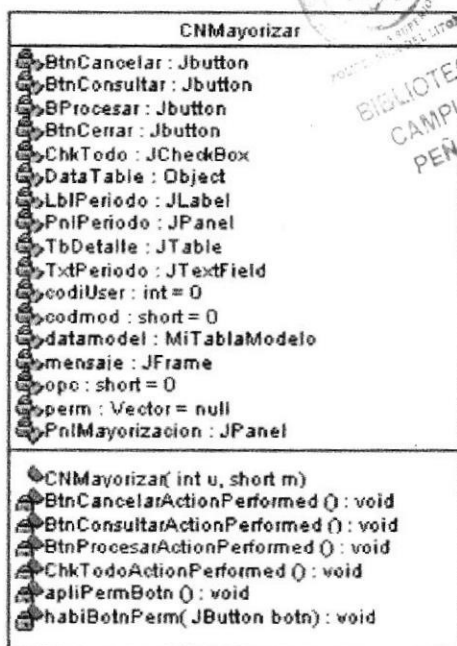 CNMayorizar
BtnCancelar : Jbutton
BtnConsultar : Jbutton
BProcesar : Jbutton
BtnCerrar : Jbutton
ChkTodo : JCheckBox
DataTable : Object
LblPeriodo : JLabel
PnlPeriodo : JPanel
TbDetalle : JTable
TxtPeriodo : JTextField
codiUser : int = 0
codmod : short = 0
datamodel : MiTablaModelo
mensaje : JFrame
opc : short = 0
perm : Vector = null
PnlMayorizacion : JPanel
CNMayorizar( int u, short m)
BtnCancelarActionPerformed () : void
BtnConsultarActionPerformed () : void
BtnProcesarActionPerformed () : void
ChkTodoActionPerformed () : void
apliPermBotn () : void
habiBotnPerm( JButton botn) : void
BIBLIOTE
CAMPU
PEÑ